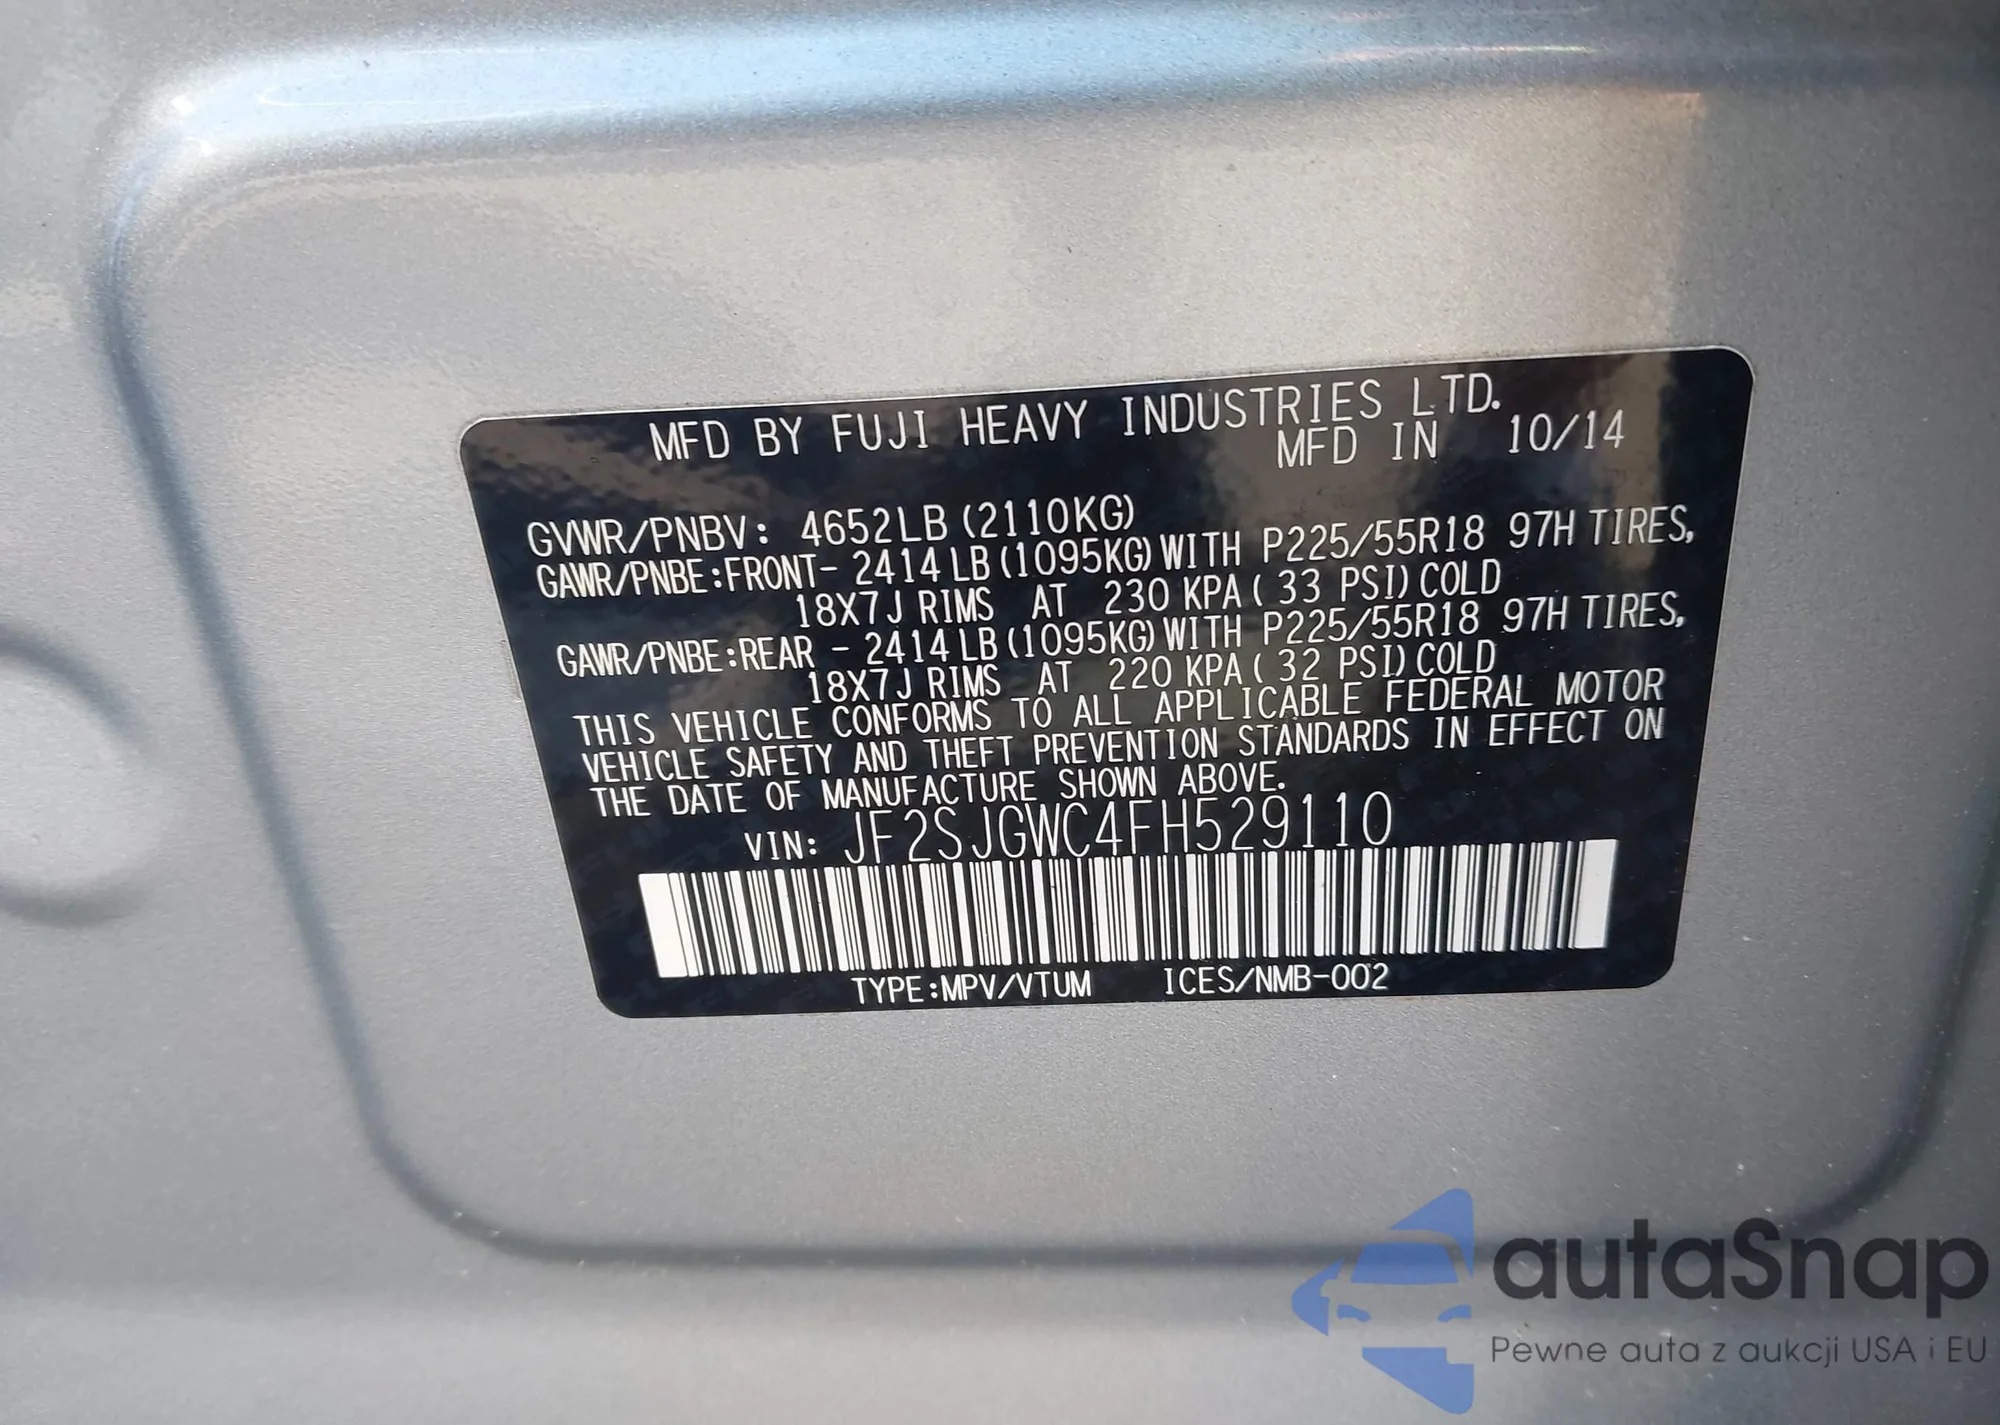 MFD BY FUJI HEAVY INDUSTRIES LTD.
MFD IN 10/14
GVWR/PNBV: 4652LB (2110KG)
GAWR/PNBE:FRONT- 2414LB (1095KG) WITH P225/55R18 97H TIRES,
18X7J RIMS AT 230 KPA ( 33 PSI) COLD
GAWR/PNBE:REAR - 2414LB (1095KG) WITH P225/55R18 97H TIRES,
18X7J RIMS AT 220 KPA ( 32 PSI) COLD
THIS VEHICLE CONFORMS TO ALL APPLICABLE FEDERAL MOTOR
VEHICLE SAFETY AND THEFT PREVENTION STANDARDS IN EFFECT ON
THE DATE OF MANUFACTURE SHOWN ABOVE.
VIN: JF2SJGWC4FH529110
TYPE:MPV/VTUM ICES/NMB-002
autaSnap
Pewne auta z aukcji USA i EU